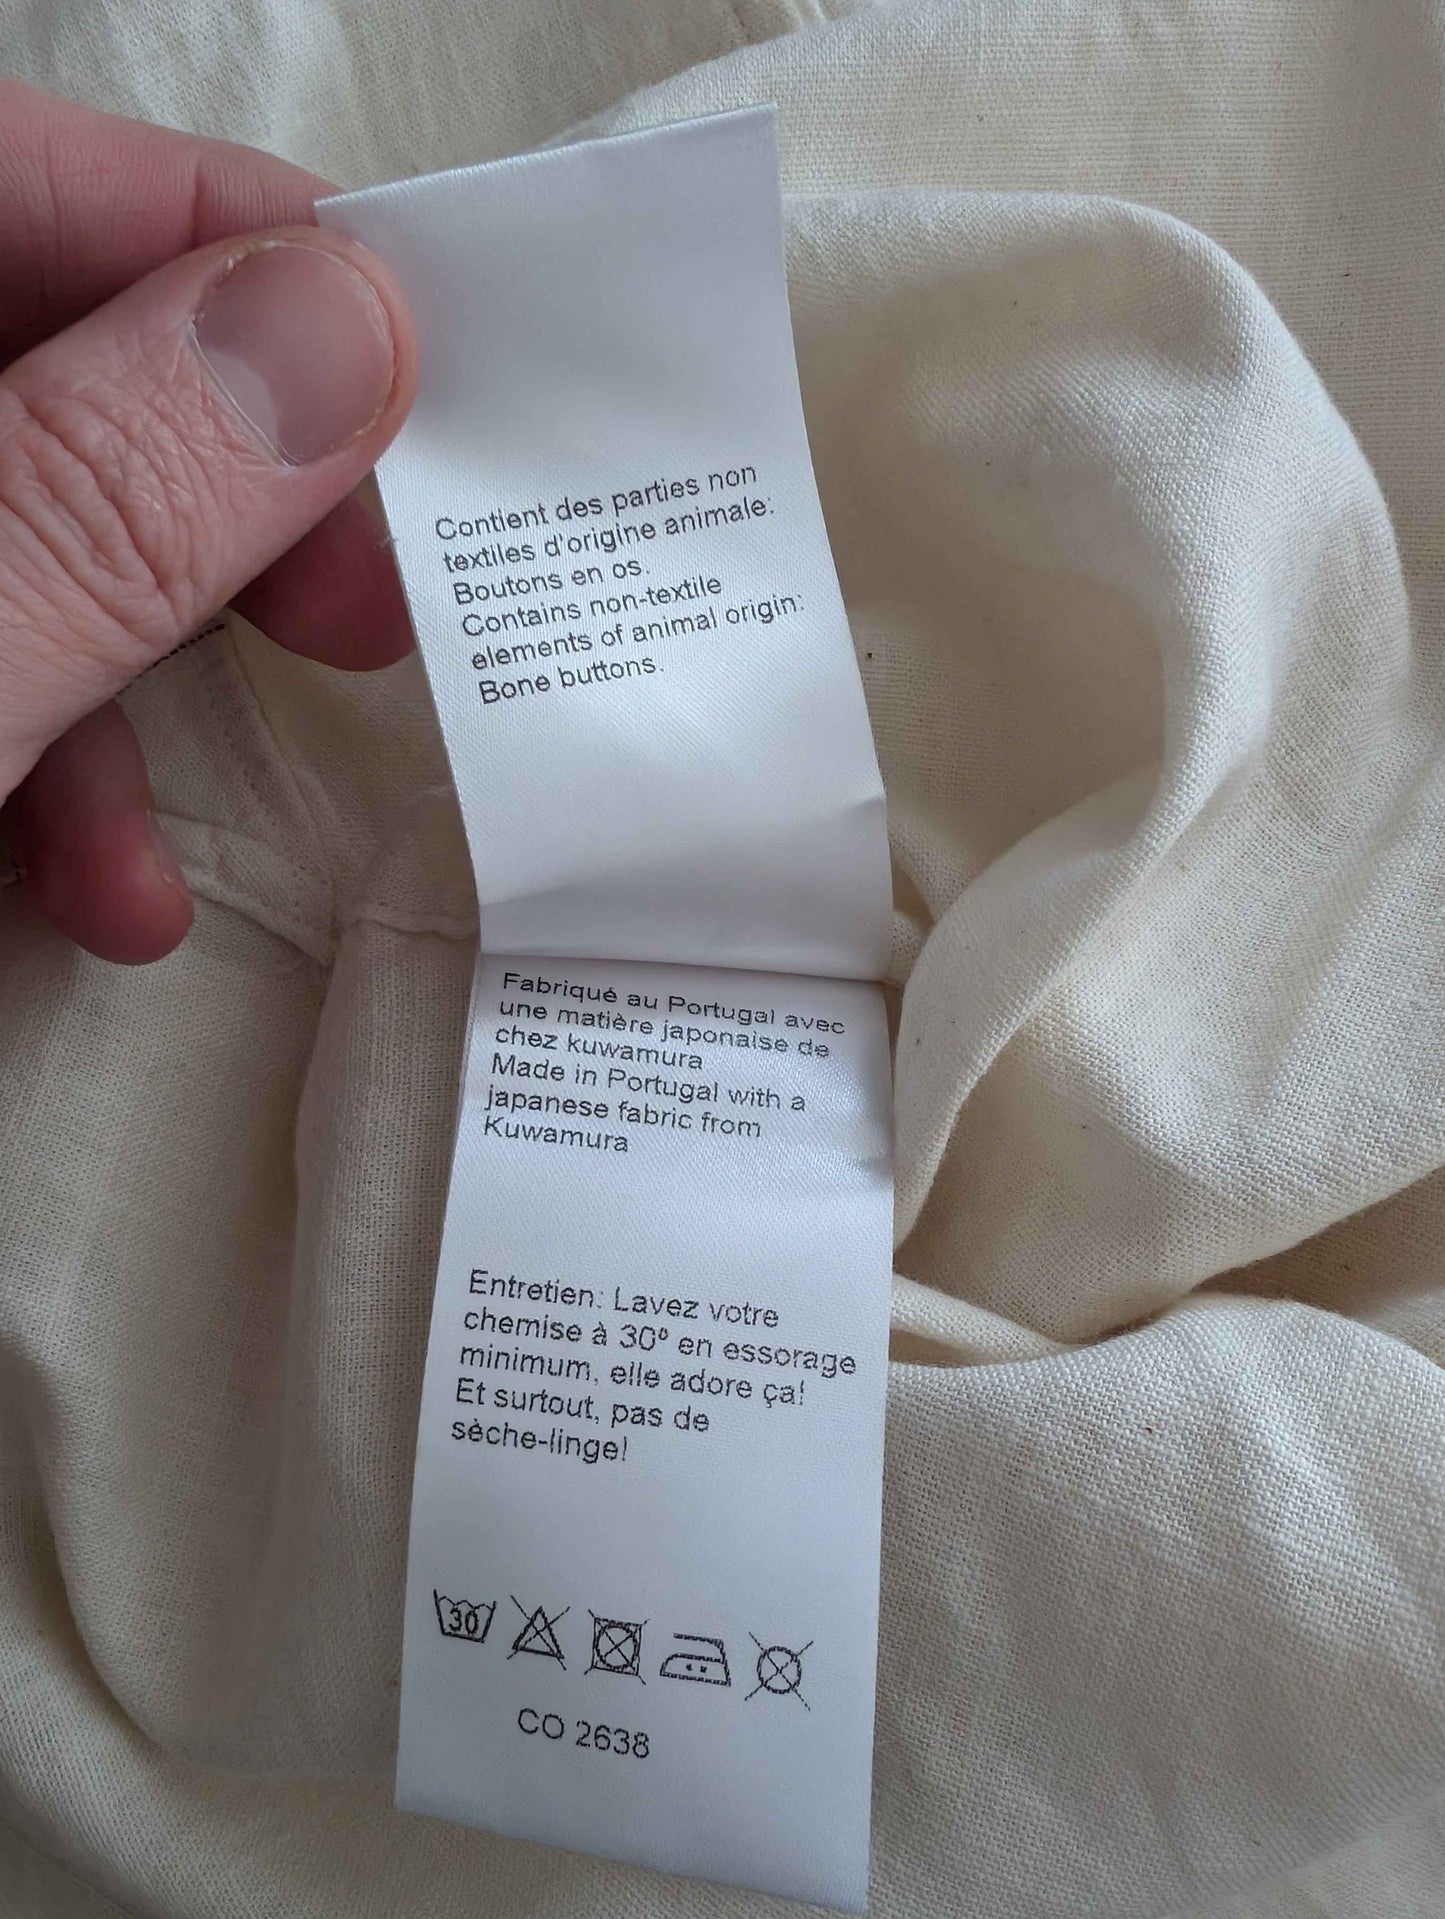 Contient des parties non
textiles d'origine animale:
Boutons en os.
Contains non-textile
elements of animal origin:
Bone buttons.
Fabriqué au Portugal avec
une matière japonaise de
chez kuwamura
Made in Portugal with a
japanese fabric from
Kuwamura
Entretien: Lavez votre
chemise à 30° en essorage
minimum, elle adore ça!
Et surtout, pas de
sèche-linge!
30
CO 2638